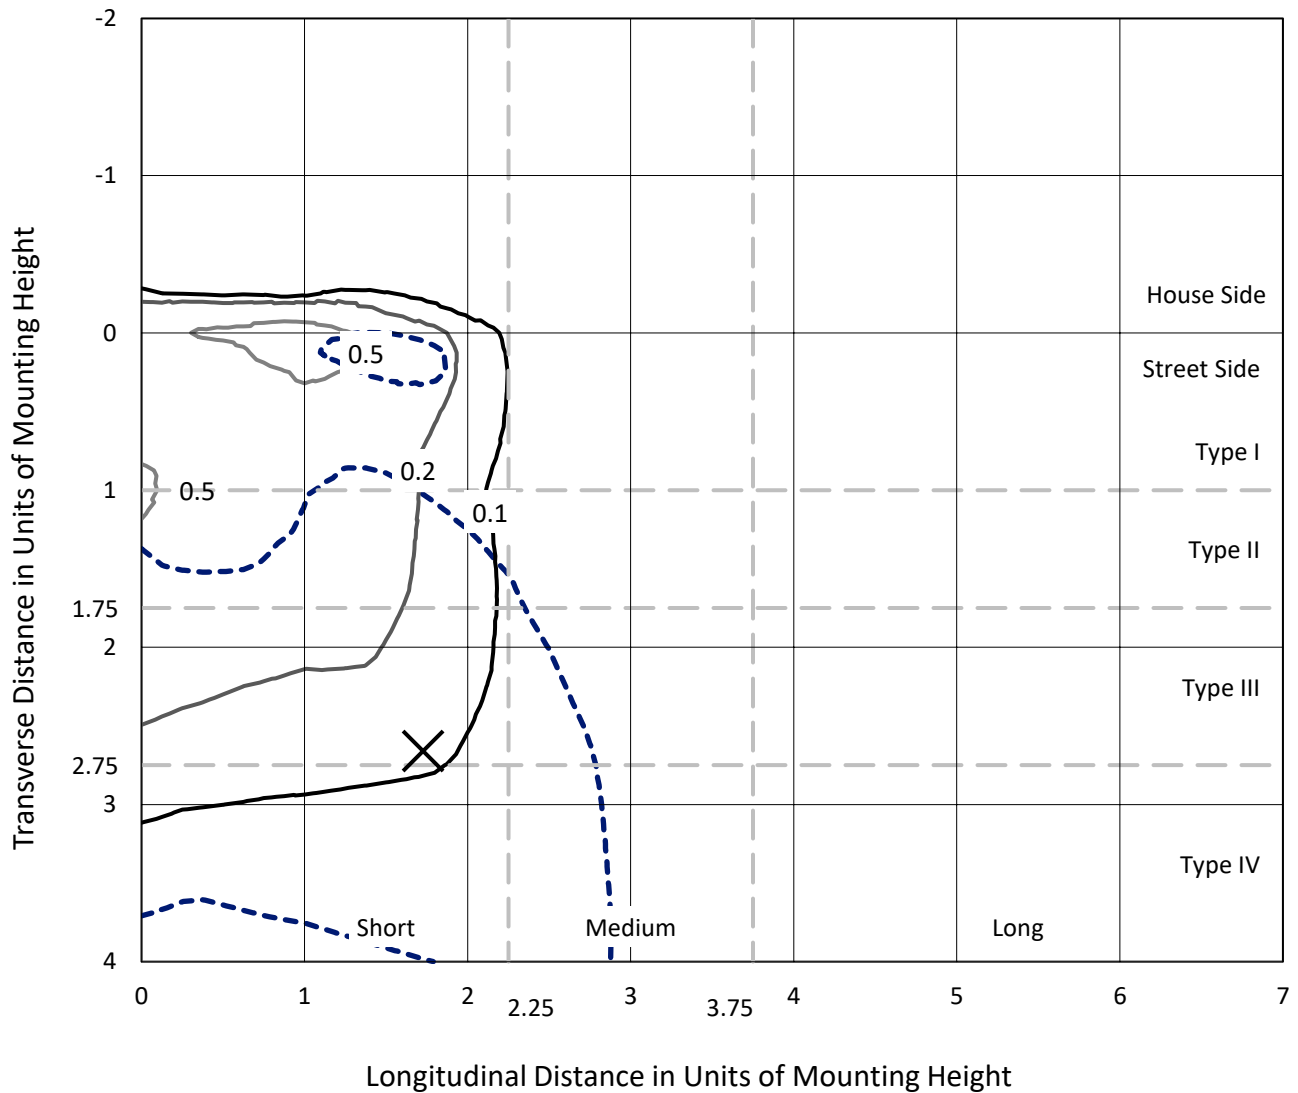 -2
-1
House Side
0
0.5
Street Side
Type I
0.2
1
0.5
0.1
Type II
1.75
2
Type III
2.75
3
Type IV
Short
Medium
Long
4
0
1
2
2.25
3
3.75
4
5
6
7
Longitudinal Distance in Units of Mounting Height
Transverse Distance in Units of Mounting Height